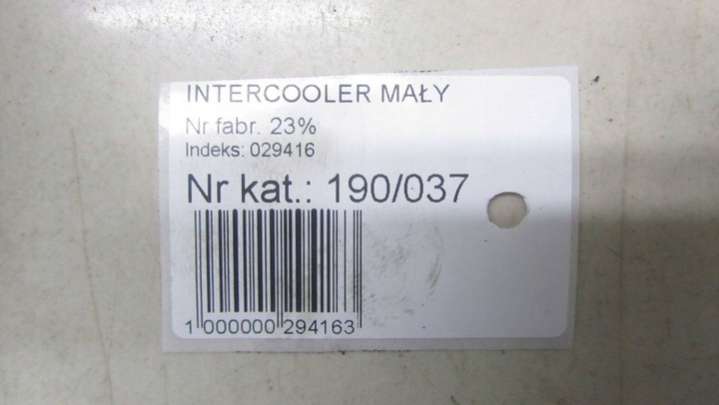 INTERCOOLER MAŁY
Nr fabr. 23%
Indeks: 029416
Nr kat.: 190/037
1 000000 294163